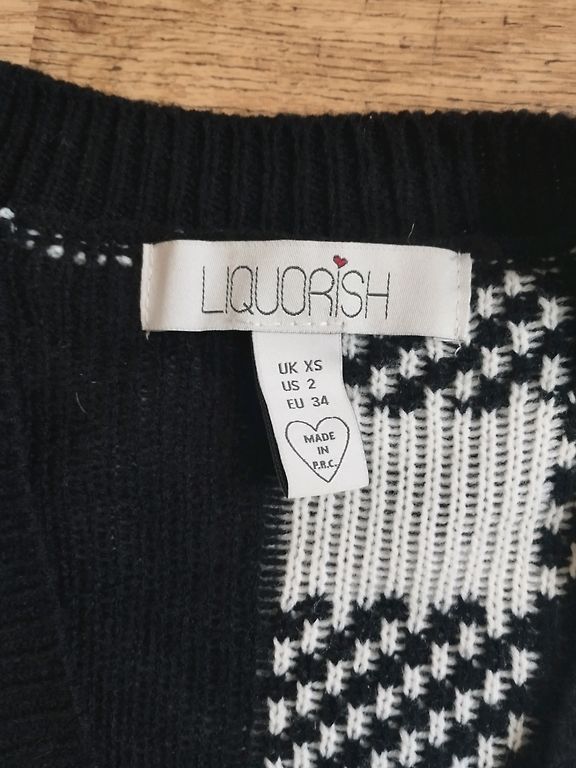 LIQUORiSH
UK XS
US 2
EU 34
MADE
IN
P.R.C.